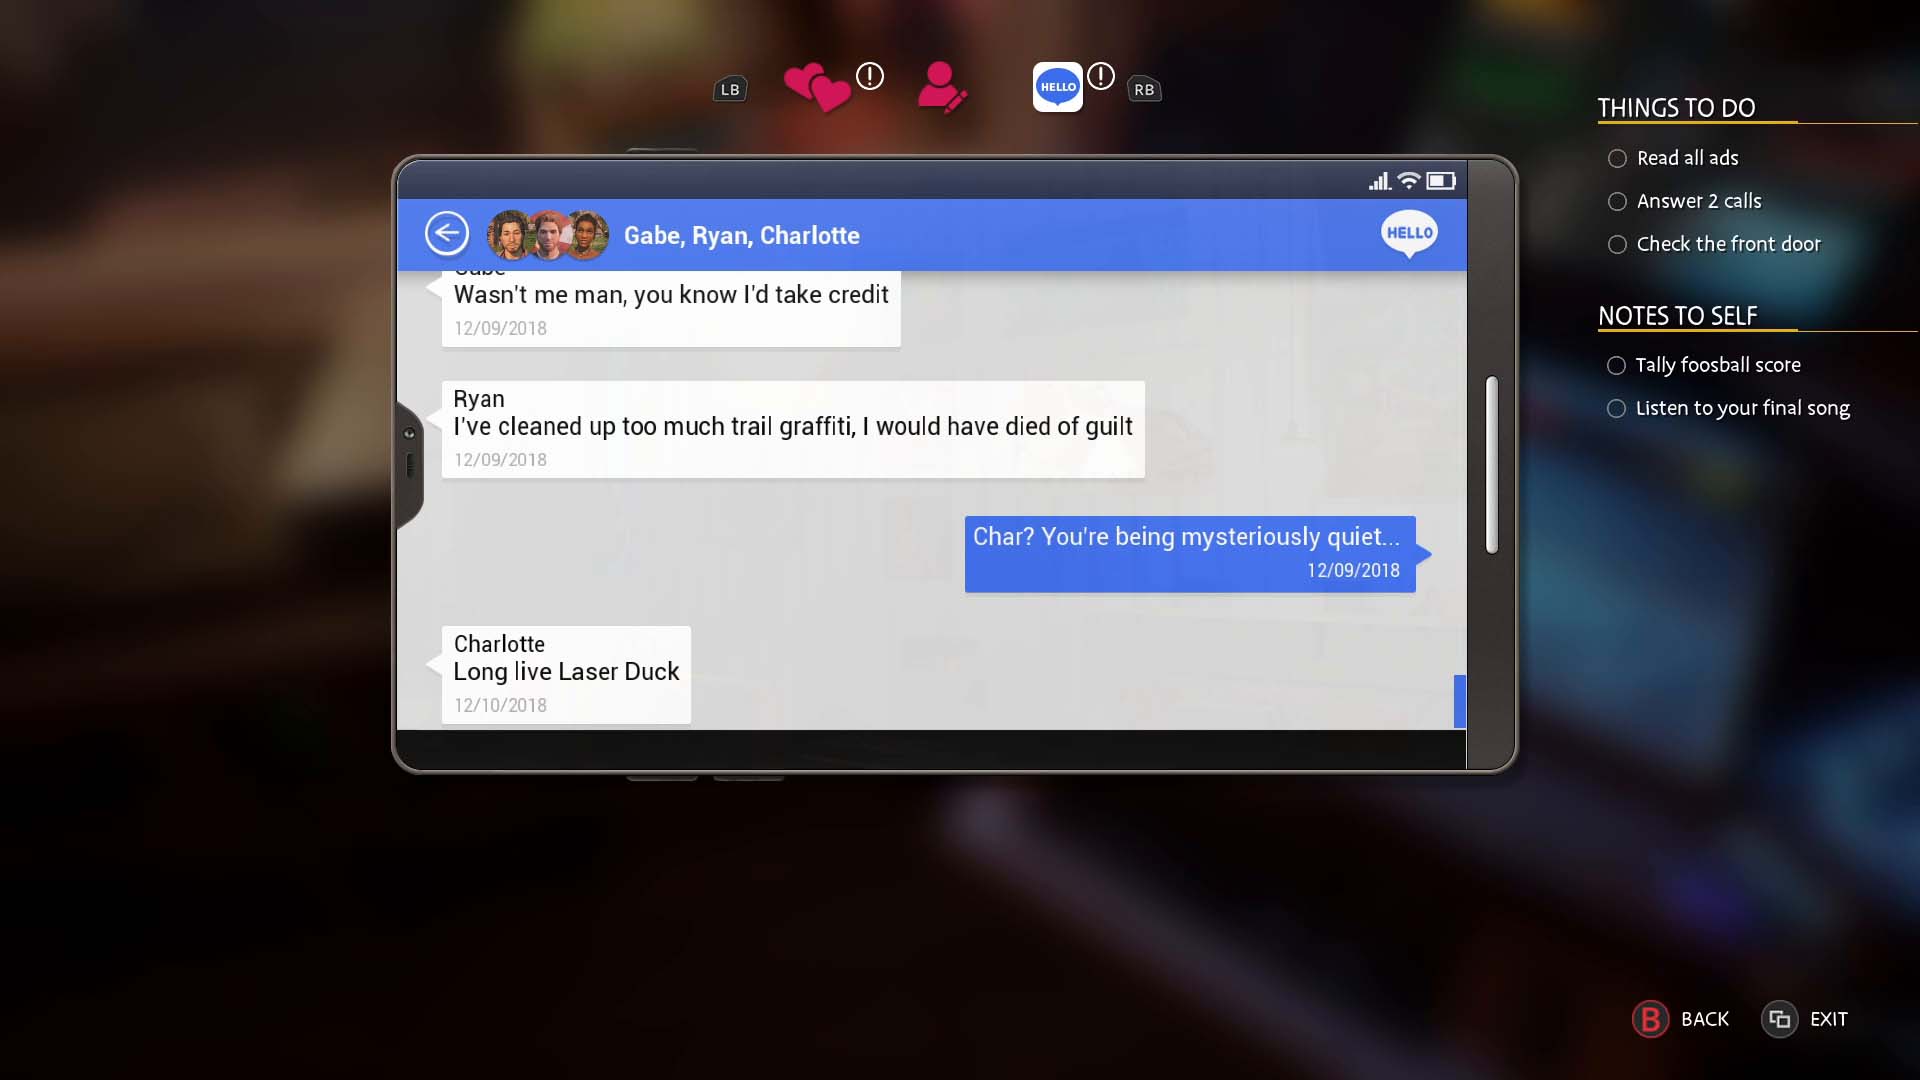 LB
HELLO
RB
THINGS TO DO
Read all ads
Answer 2 calls
Check the front door
NOTES TO SELF
Tally foosball score
Listen to your final song
Gabe, Ryan, Charlotte
HELLO
Gabe
Wasn't me man, you know I'd take credit
12/09/2018
Ryan
I've cleaned up too much trail graffiti, I would have died of guilt
12/09/2018
Char? You're being mysteriously quiet...
12/09/2018
Charlotte
Long live Laser Duck
12/10/2018
B BACK
EXIT